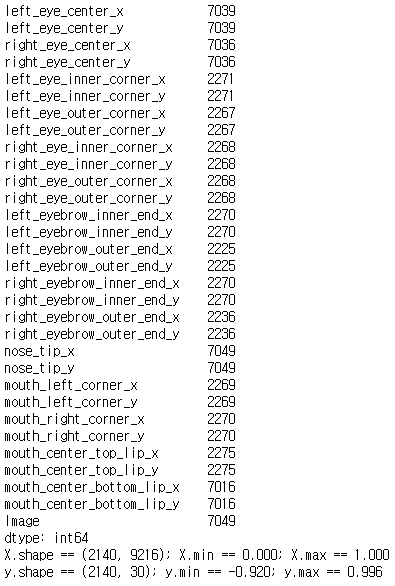 left_eye_center_x 7039
left_eye_center_y 7039
right_eye_center_x 7036
right_eye_center_y 7036
left_eye_inner_corner_x 2271
left_eye_inner_corner_y 2271
left_eye_outer_corner_x 2267
left_eye_outer_corner_y 2267
right_eye_inner_corner_x 2268
right_eye_inner_corner_y 2268
right_eye_outer_corner_x 2268
right_eye_outer_corner_y 2268
left_eyebrow_inner_end_x 2270
left_eyebrow_inner_end_y 2270
left_eyebrow_outer_end_x 2225
left_eyebrow_outer_end_y 2225
right_eyebrow_inner_end_x 2270
right_eyebrow_inner_end_y 2270
right_eyebrow_outer_end_x 2236
right_eyebrow_outer_end_y 2236
nose_tip_x 7049
nose_tip_y 7049
mouth_left_corner_x 2269
mouth_left_corner_y 2269
mouth_right_corner_x 2270
mouth_right_corner_y 2270
mouth_center_top_lip_x 2275
mouth_center_top_lip_y 2275
mouth_center_bottom_lip_x 7016
mouth_center_bottom_lip_y 7016
Image 7049
dtype: int64
X.shape == (2140, 9216); X.min == 0.000; X.max == 1.000
y.shape == (2140, 30); y.min == -0.920; y.max == 0.996